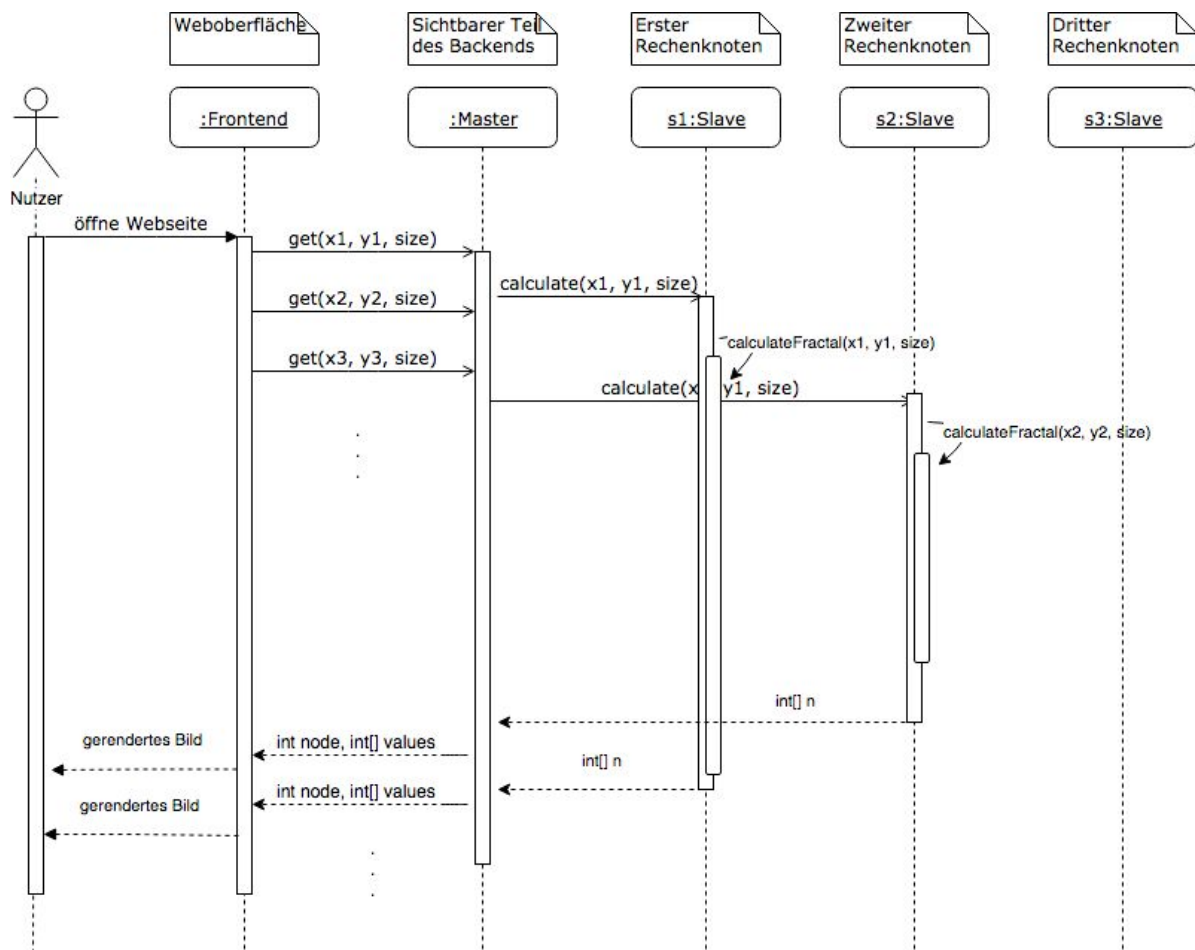 Weboberfläche
Sichtbarer Teil
des Backends
Erster
Rechenknoten
Zweiter
Rechenknoten
Dritter
Rechenknoten
:Frontend
:Master
s1:Slave
s2:Slave
s3:Slave
Nutzer
öffne Webseite
get(x1, y1, size)
calculate(x1, y1, size)
get(x2, y2, size)
calculateFractal(x1, y1, size)
get(x3, y3, size)
calculate(x y1, size)
calculateFractal(x2, y2, size)
int[] n
gerendertes Bild
int node, int[] values
int[] n
int node, int[] values
gerendertes Bild